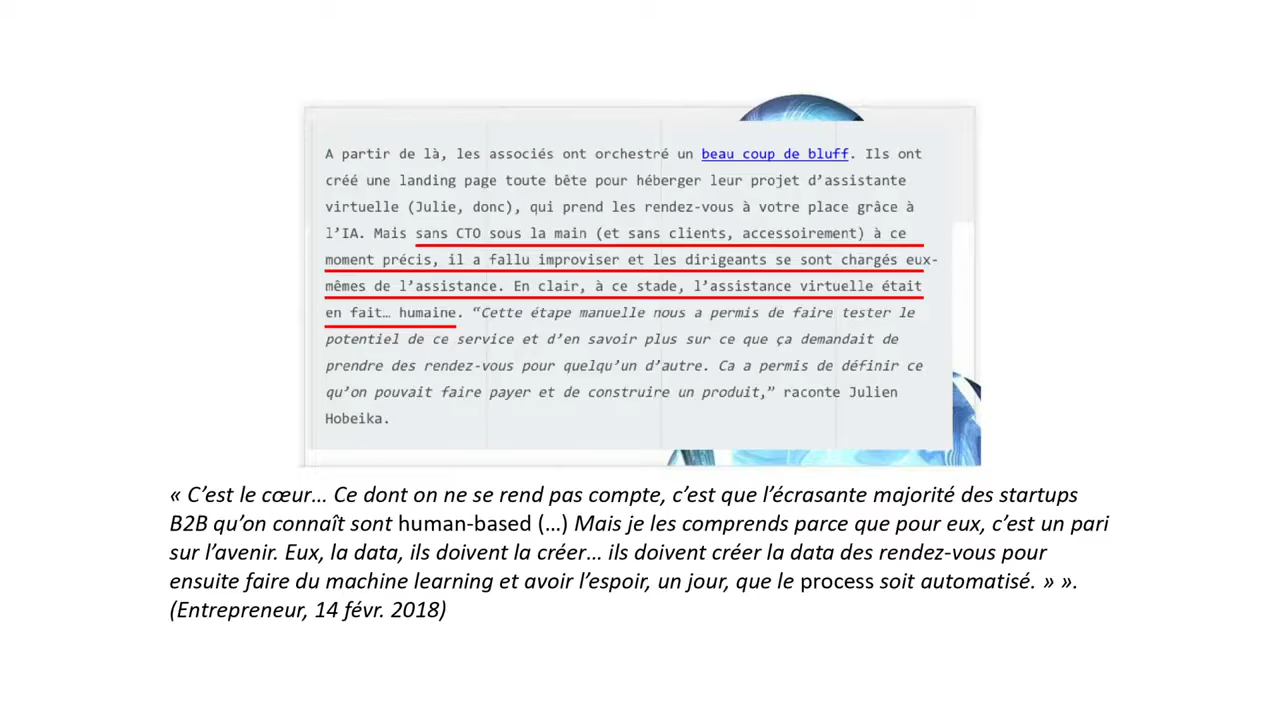 A partir de là, les associés ont orchestré un beau coup de bluff. Ils ont
créé une landing page toute bête pour héberger leur projet d’assistante
virtuelle (Julie, donc), qui prend les rendez-vous à votre place grâce à
l’IA. Mais sans CTO sous la main (et sans clients, accessoirement) à ce
moment précis, il a fallu improviser et les dirigeants se sont chargés eux-
mêmes de l’assistance. En clair, à ce stade, l’assistance virtuelle était
en fait… humaine. “Cette étape manuelle nous a permis de faire tester le
potentiel de ce service et d’en savoir plus sur ce que ça demandait de
prendre des rendez-vous pour quelqu’un d’autre. Ca a permis de définir ce
qu’on pouvait faire payer et de construire un produit,” raconte Julien
Hobeika.
« C’est le cœur… Ce dont on ne se rend pas compte, c’est que l’écrasante majorité des startups
B2B qu’on connaît sont human-based (…) Mais je les comprends parce que pour eux, c’est un pari
sur l’avenir. Eux, la data, ils doivent la créer… ils doivent créer la data des rendez-vous pour
ensuite faire du machine learning et avoir l’espoir, un jour, que le process soit automatisé. » ».
(Entrepreneur, 14 févr. 2018)